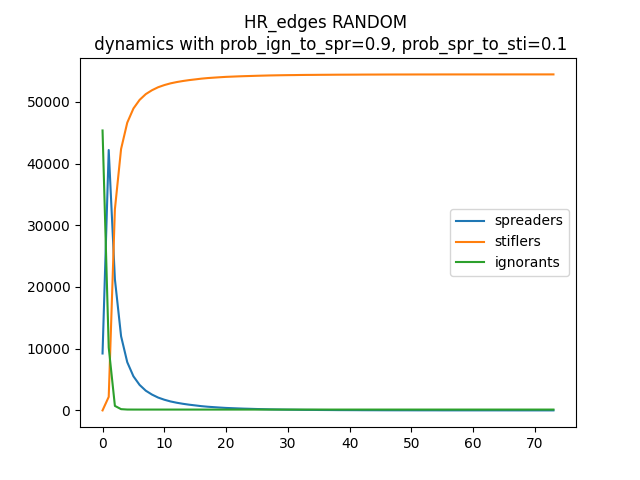 HR_edges RANDOM
dynamics with prob_ign_to_spr=0.9, prob_spr_to_sti=0.1
50000
40000
30000
20000
10000
0
spreaders
stiflers
ignorants
0 10 20 30 40 50 60 70